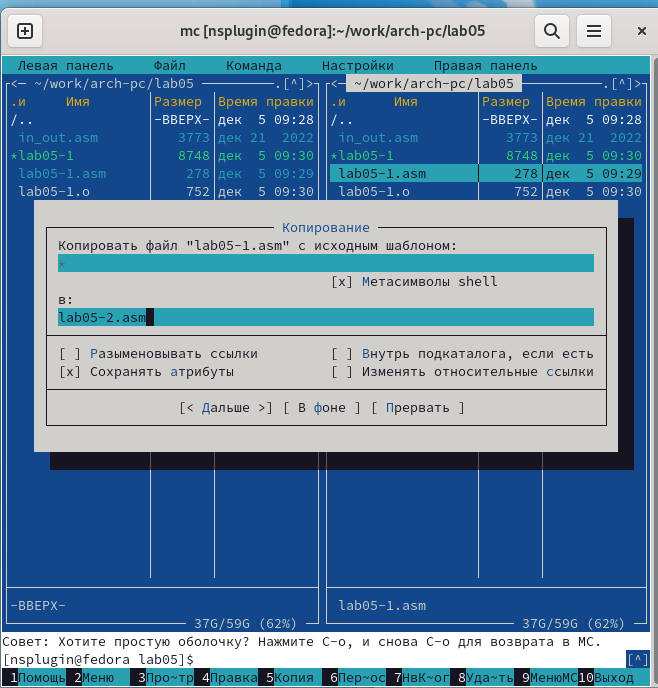 mc [nsplugin@fedora]:~/work/arch-pc/lab05
Левая панель Файл Команда Настройки Правая панель
<— ~/work/arch-pc/lab05 .[^]> <— ~/work/arch-pc/lab05 .[^]>
.и Имя Размер Время правки .и Имя Размер Время правки
/.. -ВВЕРХ- дек 5 09:28 /.. -ВВЕРХ- дек 5 09:28
in_out.asm 3773 дек 21 2022 in_out.asm 3773 дек 21 2022
*lab05-1 8748 дек 5 09:30 *lab05-1 8748 дек 5 09:30
lab05-1.asm 278 дек 5 09:29 lab05-1.asm 278 дек 5 09:29
lab05-1.o 752 дек 5 09:30 lab05-1.o 752 дек 5 09:30
Копирование
Копировать файл "lab05-1.asm" с исходным шаблоном:
*
[x] Метасимволы shell
в:
lab05-2.asm
[ ] Разыменовывать ссылки [ ] Внутрь подкаталога, если есть
[x] Сохранять атрибуты [ ] Изменять относительные ссылки
[< Дальше >] [ В фоне ] [ Прервать ]
-ВВЕРХ- lab05-1.asm
37G/59G (62%) 37G/59G (62%)
Совет: Хотите простую оболочку? Нажмите C-o, и снова C-o для возврата в MC.
[nsplugin@fedora lab05]$ [^]
1Помощь 2Меню 3Про~тр 4Правка 5Копия 6Пер~ос 7НвК~ог 8Уда~ть 9МенюMC 10Выход